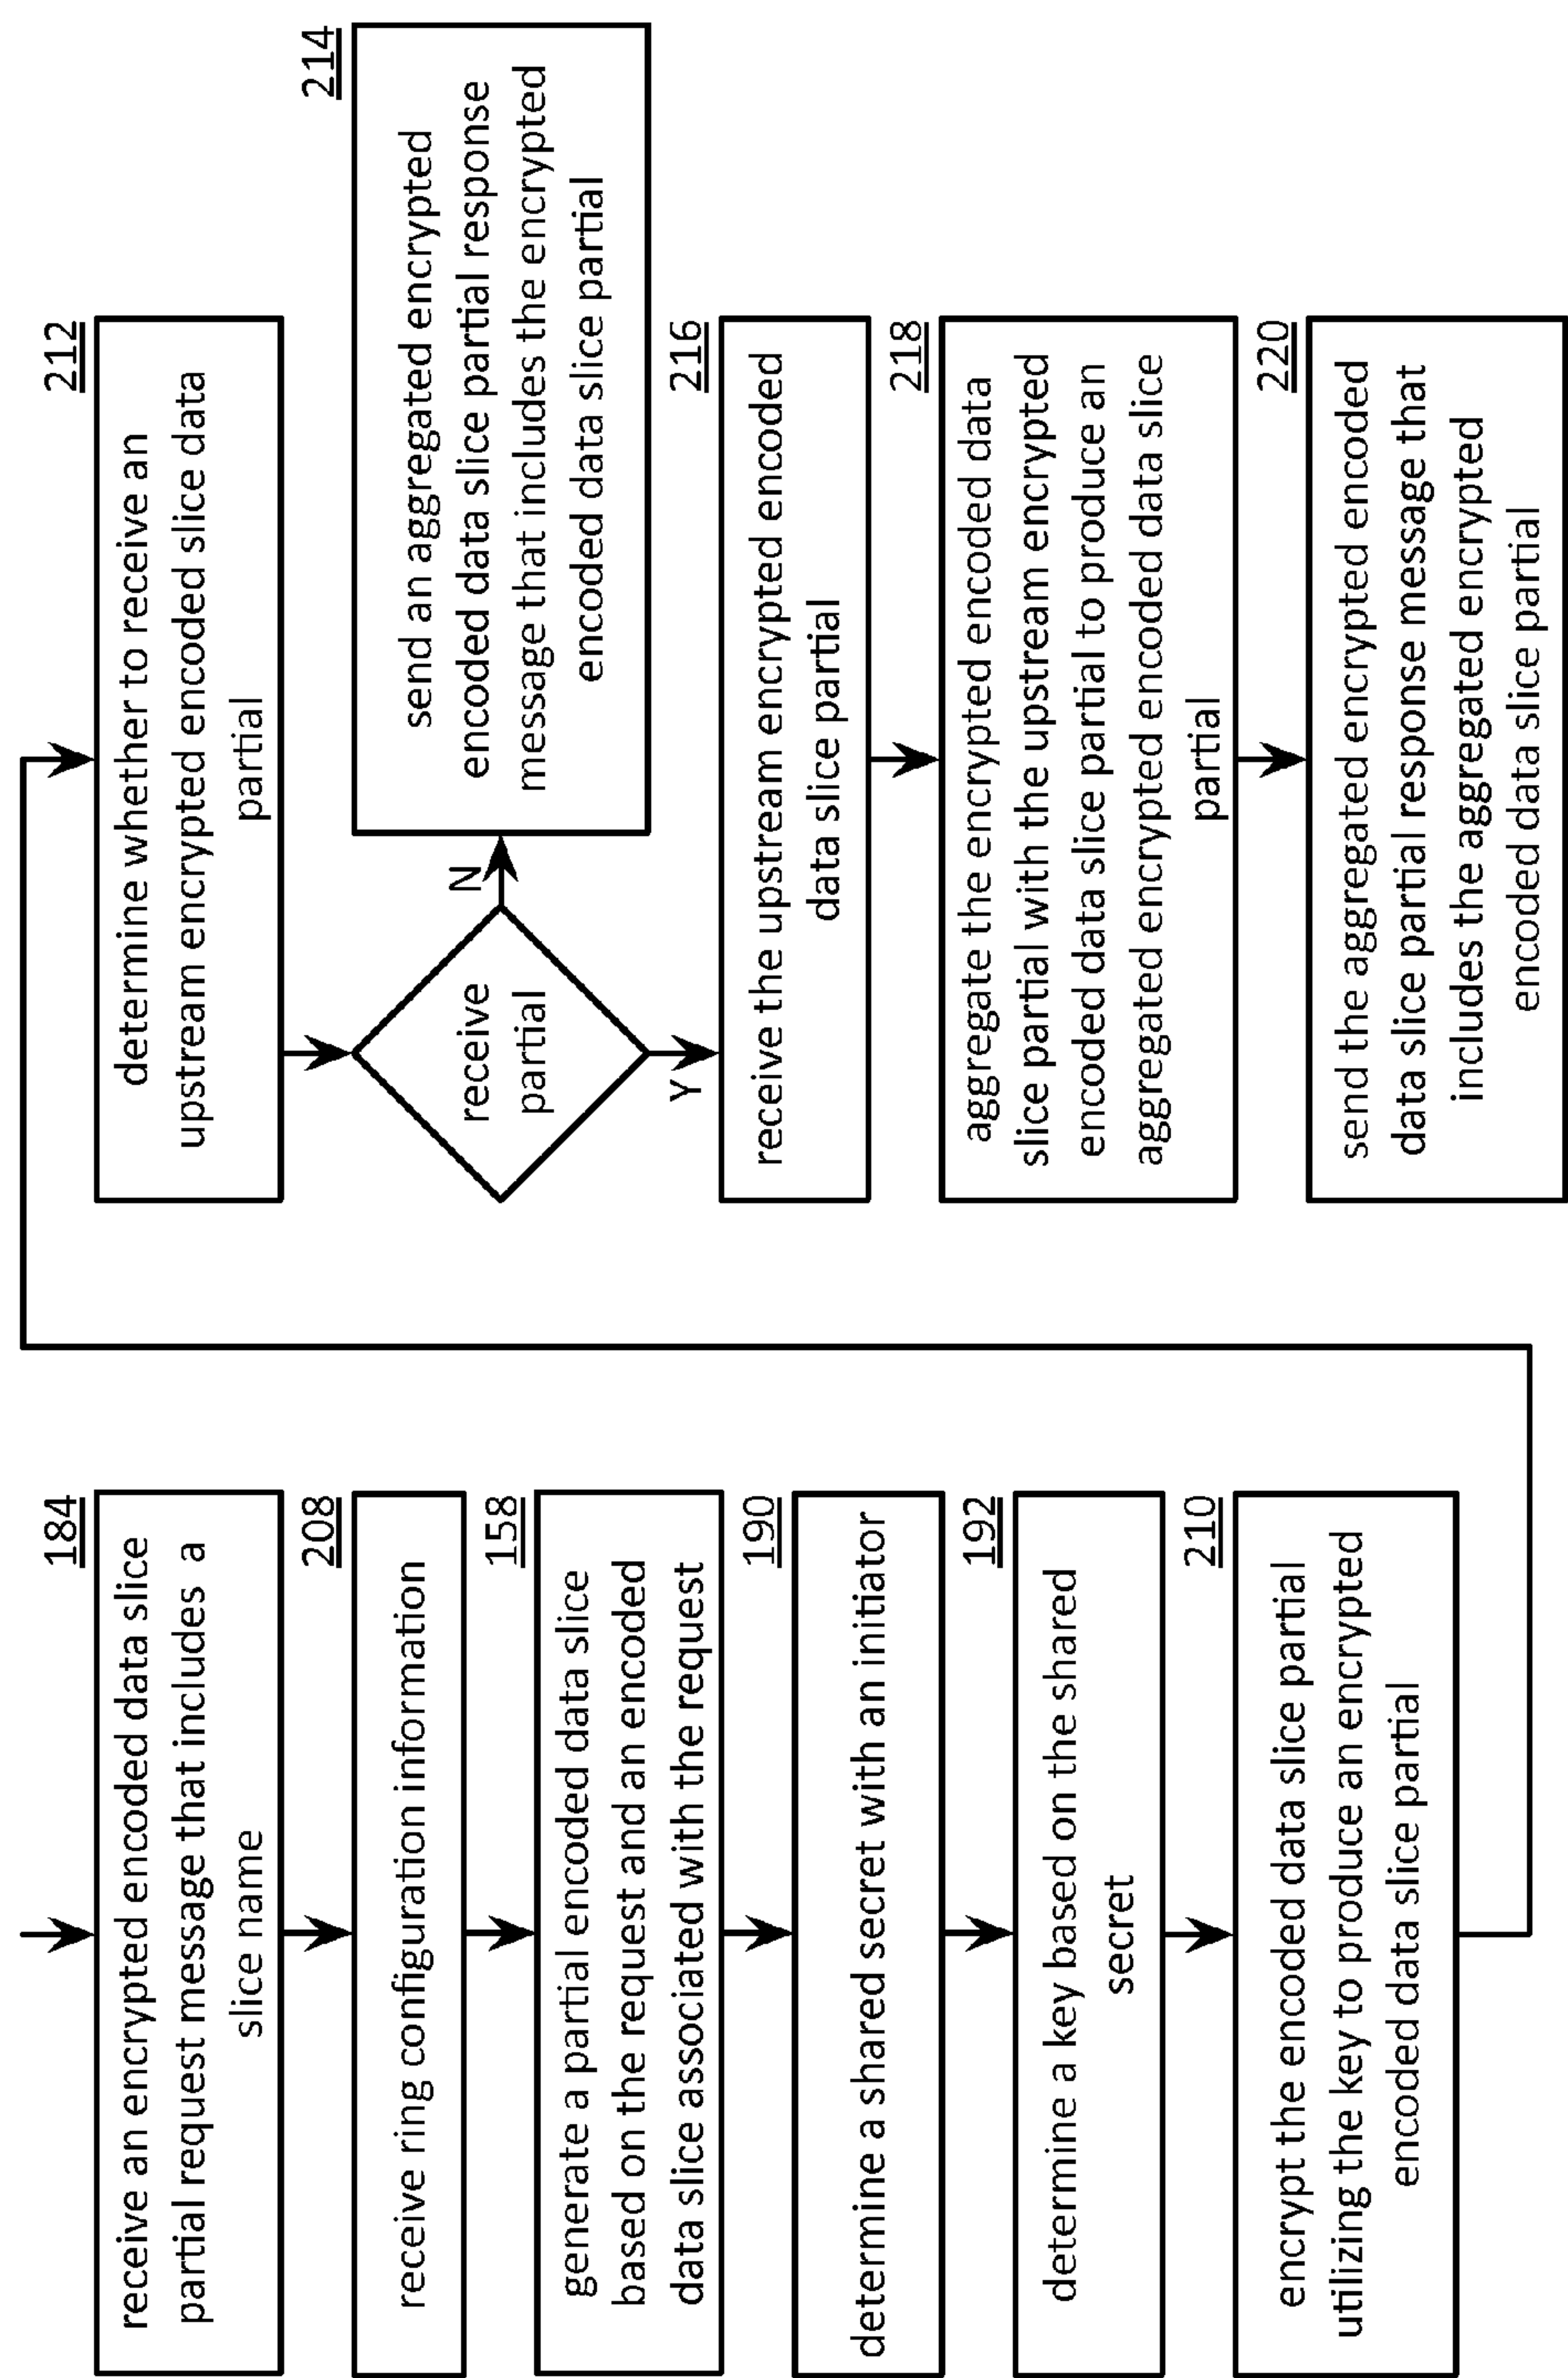 184
receive an encrypted encoded data slice
partial request message that includes a
slice name
208
receive ring configuration information
158
generate a partial encoded data slice
based on the request and an encoded
data slice associated with the request
190
determine a shared secret with an initiator
192
determine a key based on the shared
secret
210
encrypt the encoded data slice partial
utilizing the key to produce an encrypted
encoded data slice partial
212
determine whether to receive an
upstream encrypted encoded slice data
partial
receive
partial
N
Y
214
send an aggregated encrypted
encoded data slice partial response
message that includes the encrypted
encoded data slice partial
216
receive the upstream encrypted encoded
data slice partial
218
aggregate the encrypted encoded data
slice partial with the upstream encrypted
encoded data slice partial to produce an
aggregated encrypted encoded data slice
partial
220
send the aggregated encrypted encoded
data slice partial response message that
includes the aggregated encrypted
encoded data slice partial